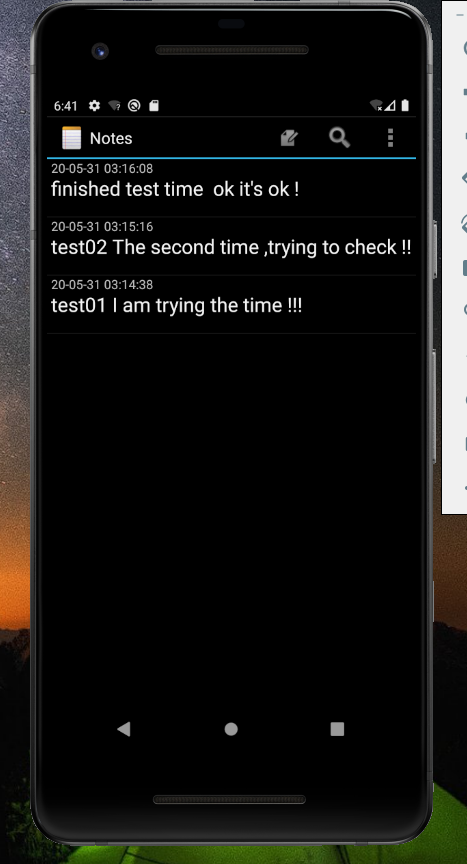 6:41
Notes
20-05-31 03:16:08
finished test time  ok it's ok !
20-05-31 03:15:16
test02 The second time ,trying to check !!
20-05-31 03:14:38
test01 I am trying the time !!!